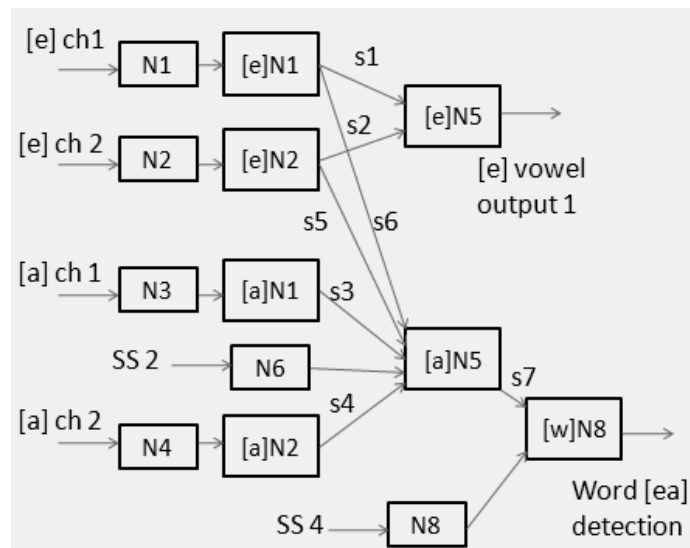 [e] ch1
N1
[e]N1
s1
[e]N5
[e] ch 2
N2
[e]N2
s2
[e] vowel
output 1
s5
s6
[a] ch 1
N3
[a]N1
s3
SS 2
N6
[a]N5
s7
[a] ch 2
N4
[a]N2
s4
[w]N8
SS 4
N8
Word [ea]
detection